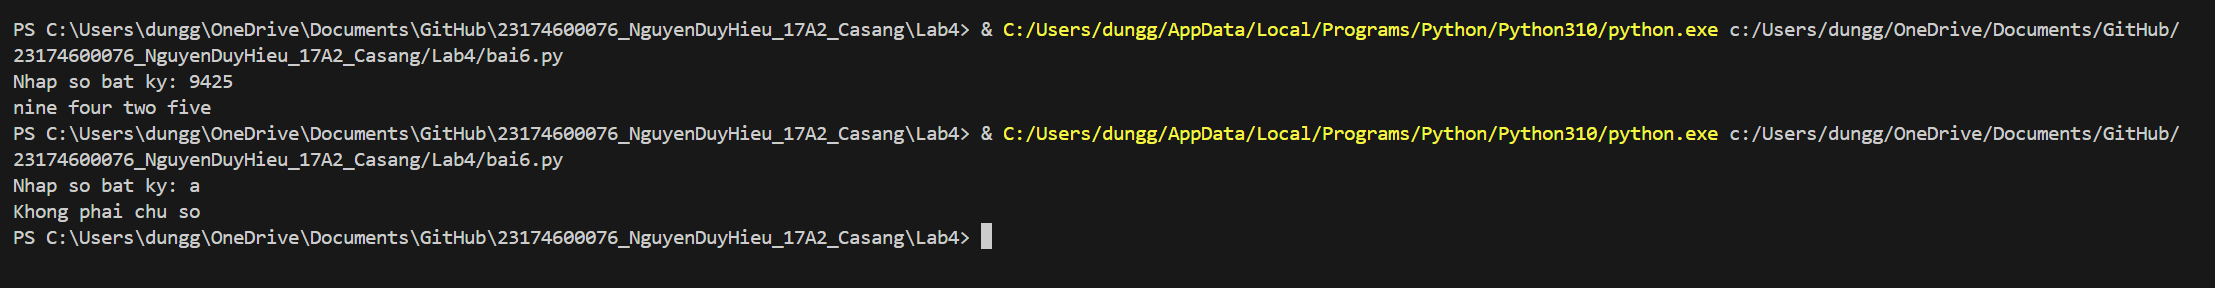 PS C:\Users\dungg\OneDrive\Documents\GitHub\23174600076_NguyenDuyHieu_17A2_Casang\Lab4> & C:/Users/dungg/AppData/Local/Programs/Python/Python310/python.exe c:/Users/dungg/OneDrive/Documents/GitHub/
23174600076_NguyenDuyHieu_17A2_Casang/Lab4/bai6.py
Nhap so bat ky: 9425
nine four two five
PS C:\Users\dungg\OneDrive\Documents\GitHub\23174600076_NguyenDuyHieu_17A2_Casang\Lab4> & C:/Users/dungg/AppData/Local/Programs/Python/Python310/python.exe c:/Users/dungg/OneDrive/Documents/GitHub/
23174600076_NguyenDuyHieu_17A2_Casang/Lab4/bai6.py
Nhap so bat ky: a
Khong phai chu so
PS C:\Users\dungg\OneDrive\Documents\GitHub\23174600076_NguyenDuyHieu_17A2_Casang\Lab4>